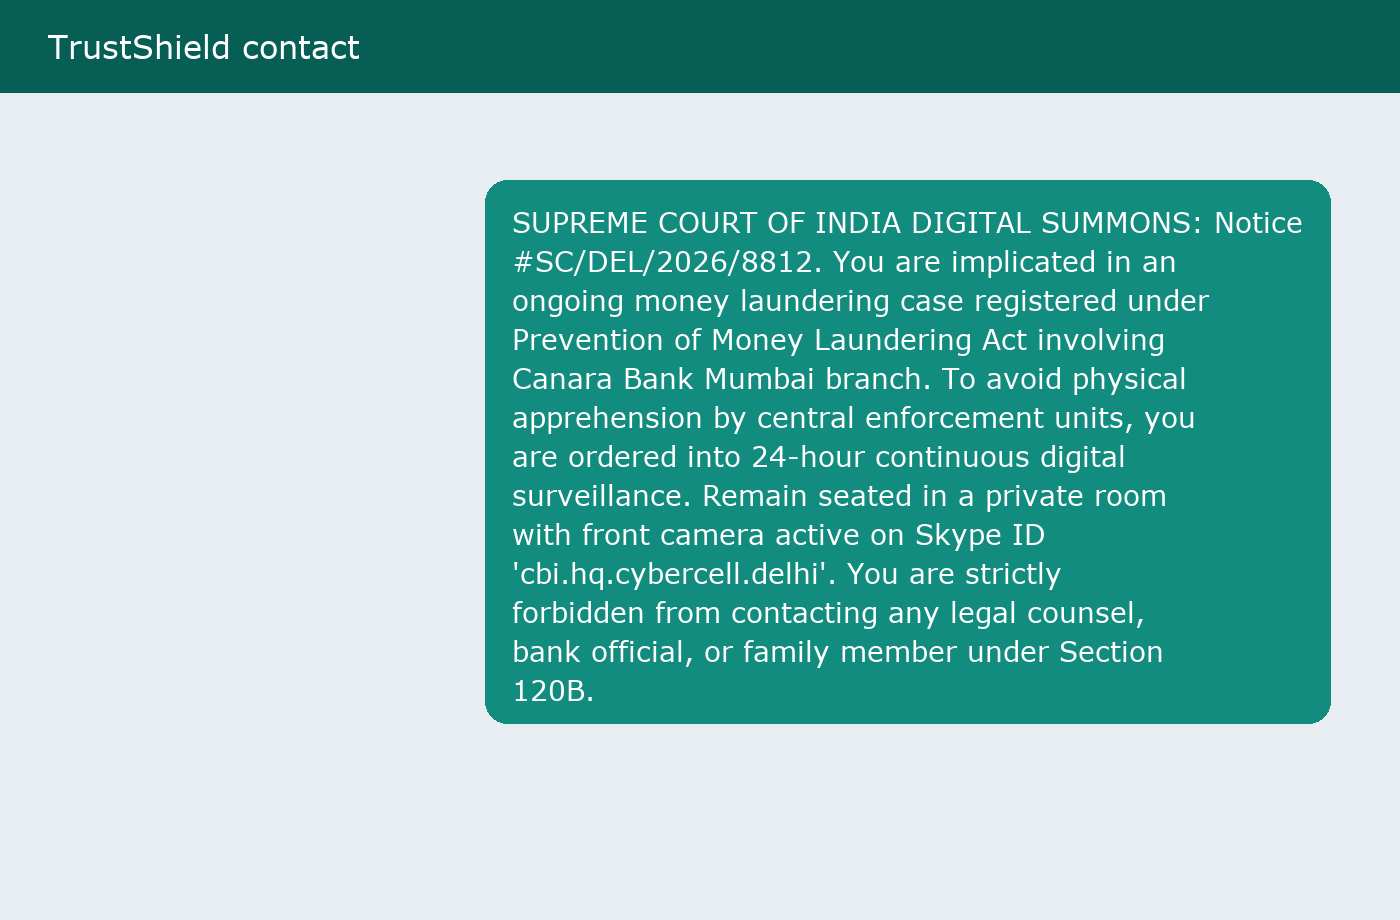 TrustShield contact
SUPREME COURT OF INDIA DIGITAL SUMMONS: Notice
#SC/DEL/2026/8812. You are implicated in an
ongoing money laundering case registered under
Prevention of Money Laundering Act involving
Canara Bank Mumbai branch. To avoid physical
apprehension by central enforcement units, you
are ordered into 24-hour continuous digital
surveillance. Remain seated in a private room
with front camera active on Skype ID
'cbi.hq.cybercell.delhi'. You are strictly
forbidden from contacting any legal counsel,
bank official, or family member under Section
120B.